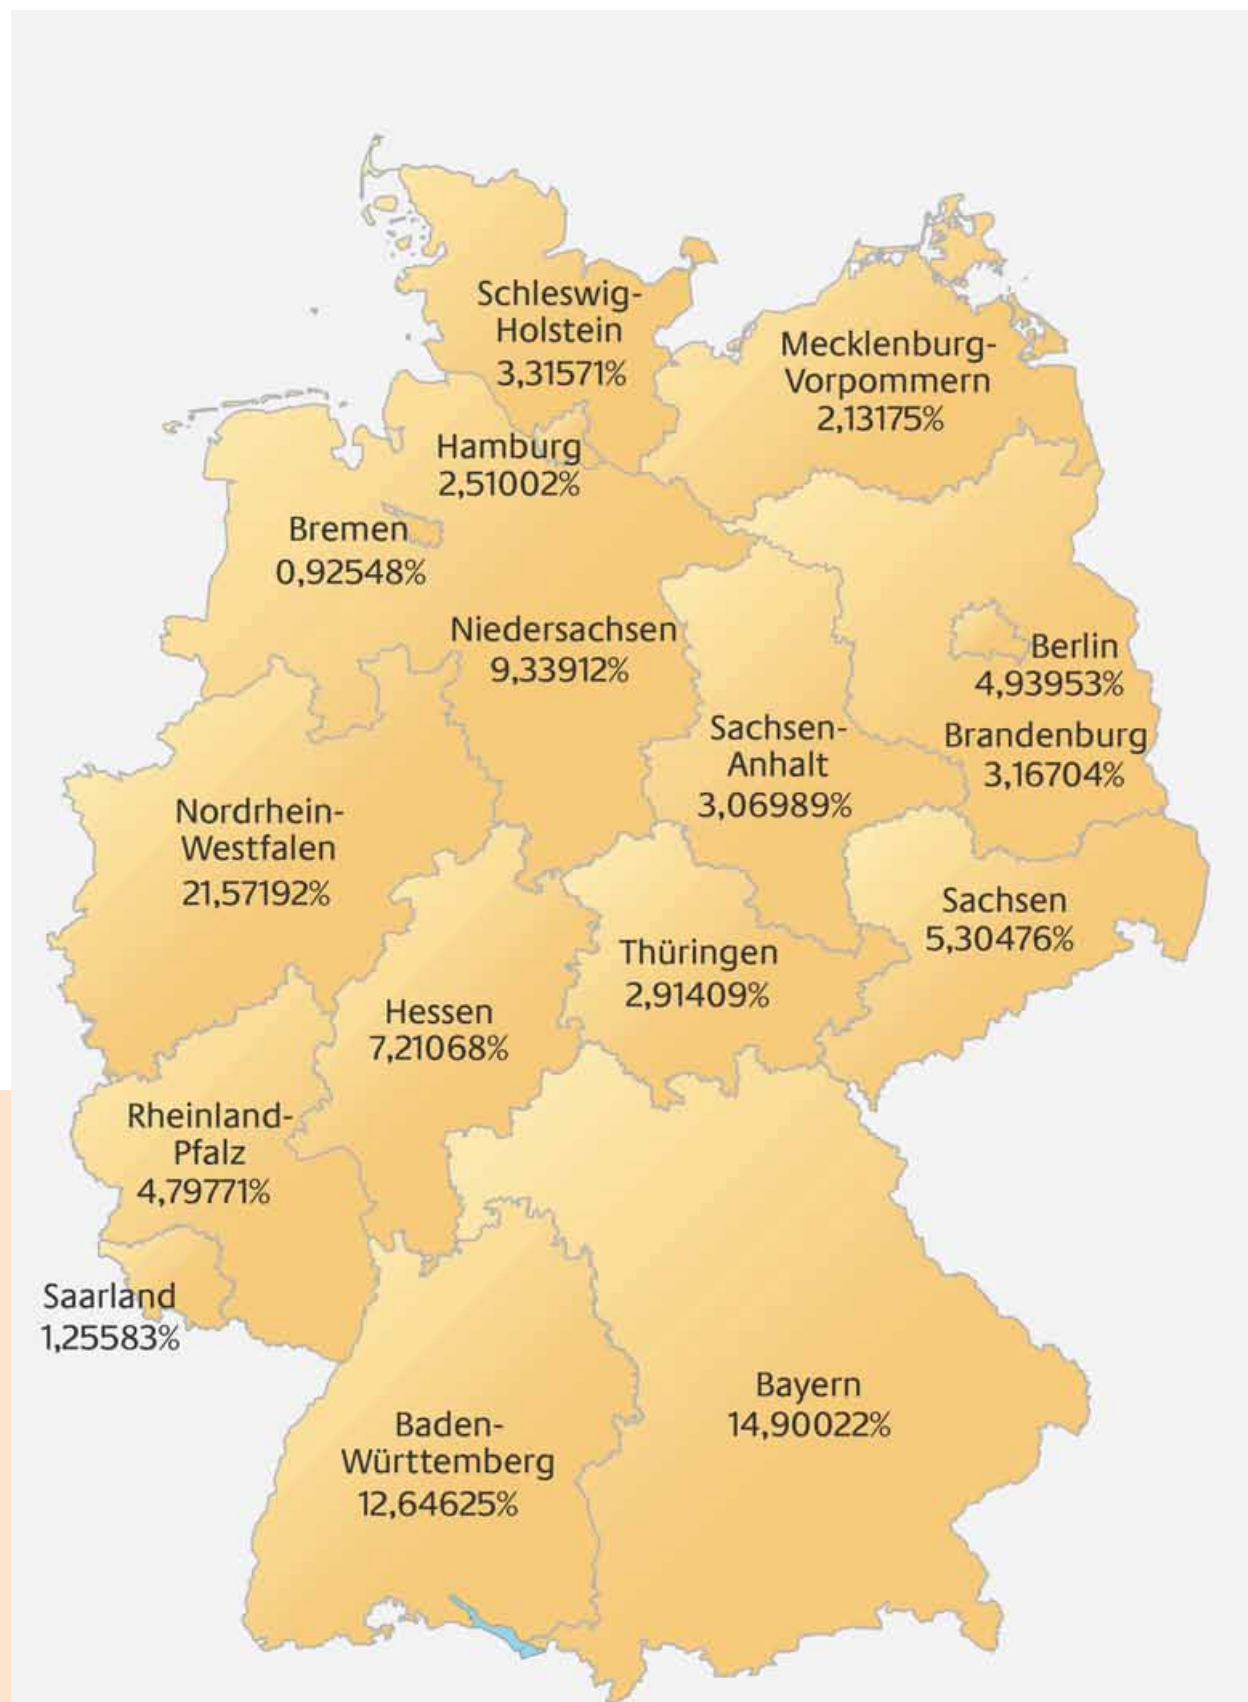 Schleswig-
Holstein
3,31571%
Mecklenburg-
Vorpommern
2,13175%
Hamburg
2,51002%
Bremen
0,92548%
Niedersachsen
9,33912%
Berlin
4,93953%
Brandenburg
3,16704%
Sachsen-
Anhalt
3,06989%
Nordrhein-
Westfalen
21,57192%
Sachsen
5,30476%
Thüringen
2,91409%
Hessen
7,21068%
Rheinland-
Pfalz
4,79771%
Saarland
1,25583%
Bayern
14,90022%
Baden-
Württemberg
12,64625%